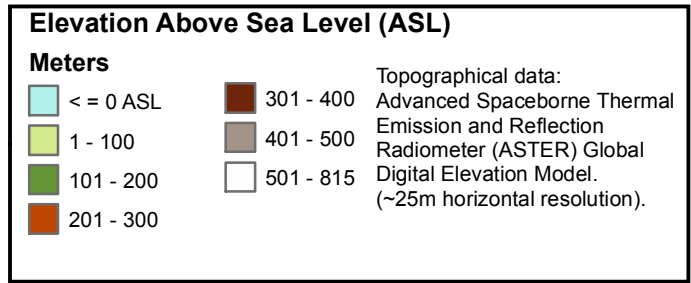 Elevation Above Sea Level (ASL)
Meters
< = 0 ASL
1 - 100
101 - 200
201 - 300
301 - 400
401 - 500
501 - 815
Topographical data:
Advanced Spaceborne Thermal
Emission and Reflection
Radiometer (ASTER) Global
Digital Elevation Model.
(~25m horizontal resolution).